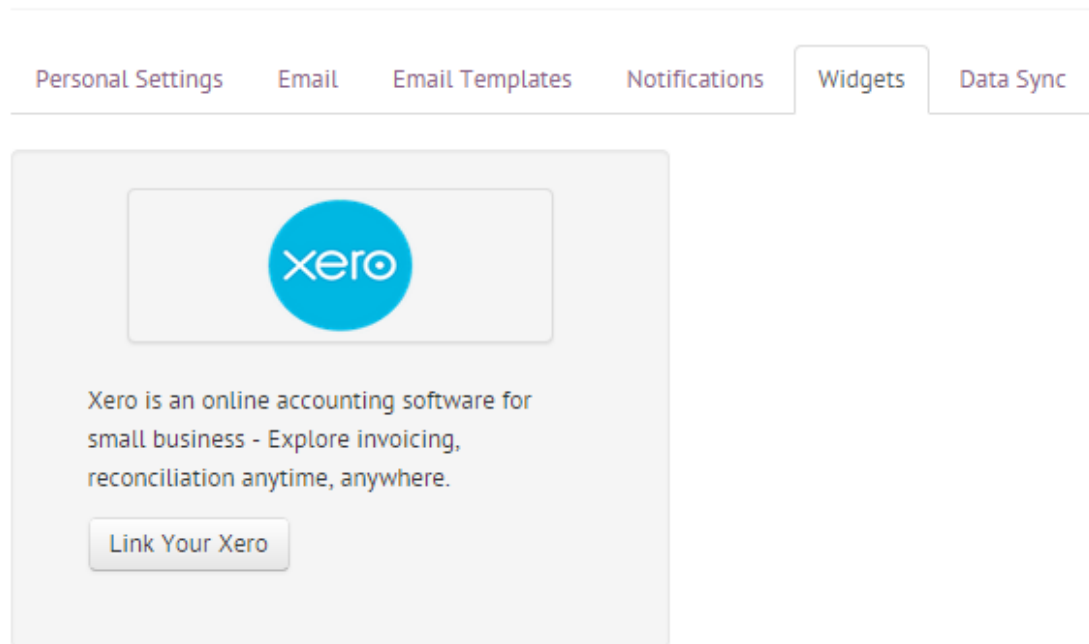 Personal Settings Email Email Templates Notifications Widgets Data Sync
xero
Xero is an online accounting software for
small business - Explore invoicing,
reconciliation anytime, anywhere.
Link Your Xero